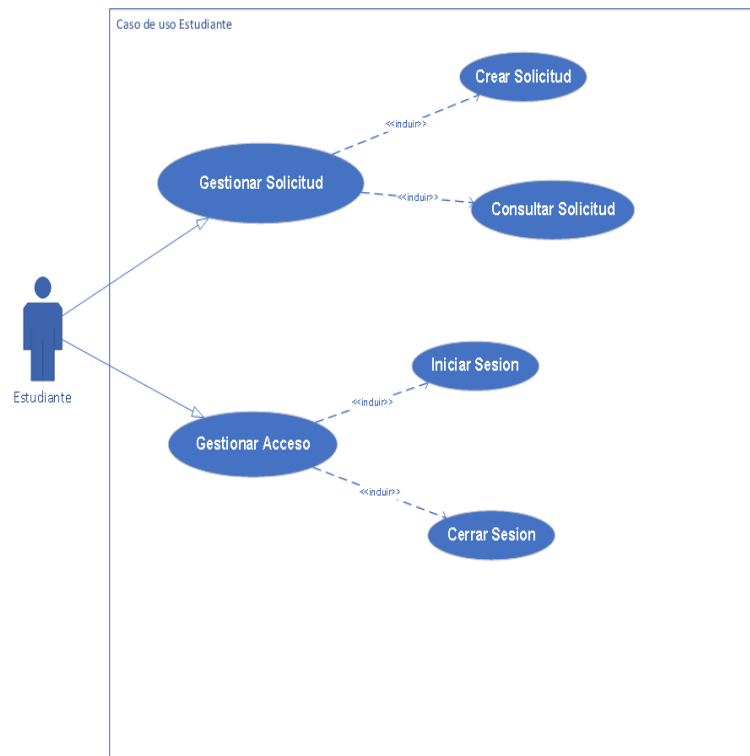 Caso de uso Estudiante
Crear Solicitud
<<incluir>>
Gestionar Solicitud
<<incluir>>
Consultar Solicitud
Estudiante
Iniciar Sesion
<<incluir>>
Gestionar Acceso
<<incluir>>
Cerrar Sesion